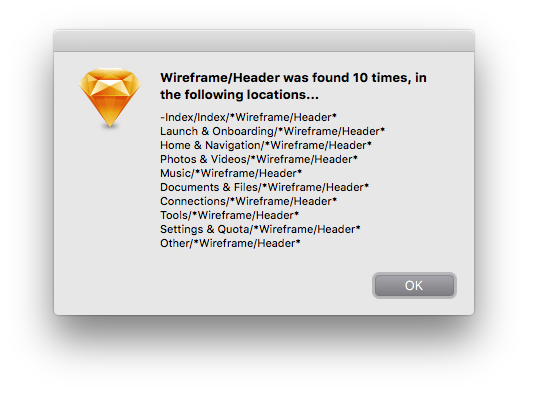 Wireframe/Header was found 10 times, in
the following locations...
-Index/Index/*Wireframe/Header*
Launch & Onboarding/*Wireframe/Header*
Home & Navigation/*Wireframe/Header*
Photos & Videos/*Wireframe/Header*
Music/*Wireframe/Header*
Documents & Files/*Wireframe/Header*
Connections/*Wireframe/Header*
Tools/*Wireframe/Header*
Settings & Quota/*Wireframe/Header*
Other/*Wireframe/Header*
OK